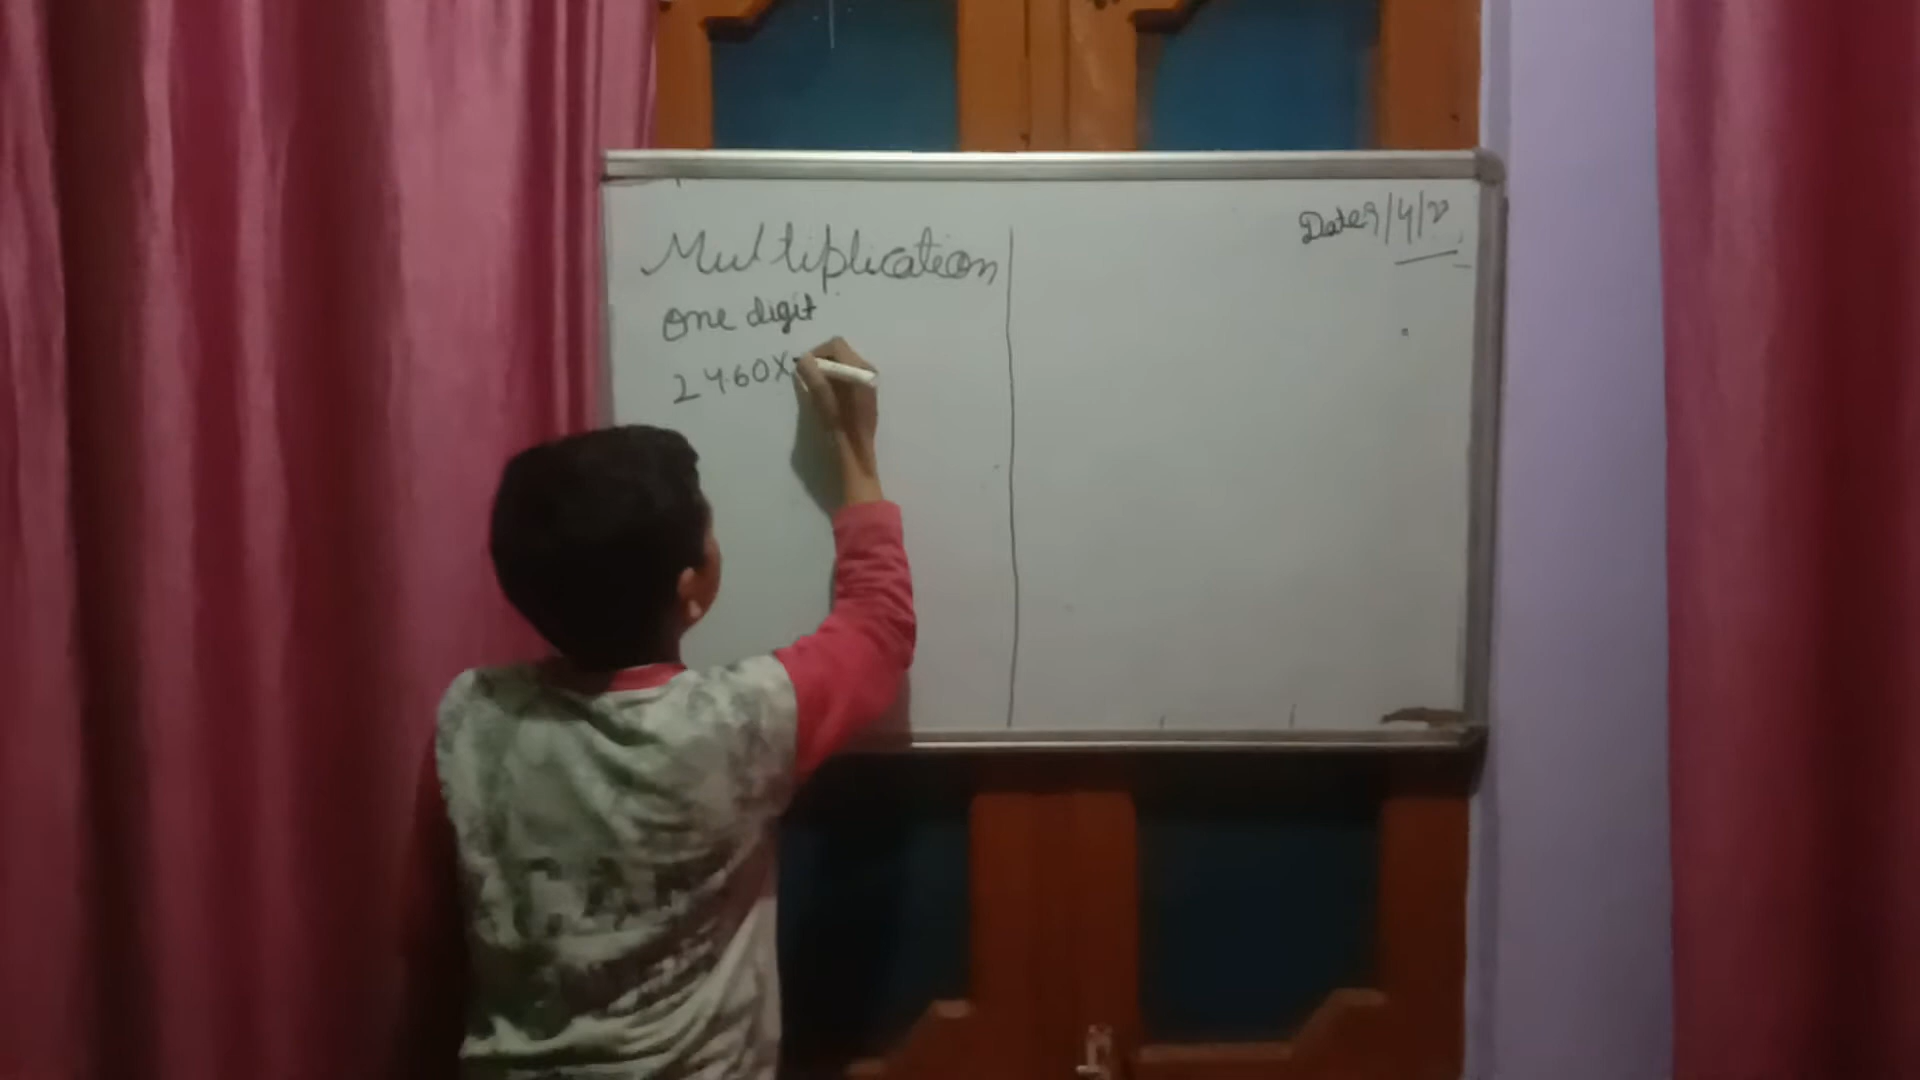 Multiplication
Date 9/4/2
One digit
2460X